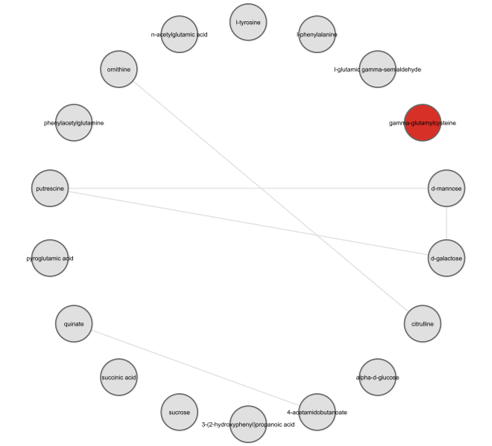 l-tyrosine
n-acetylglutamic acid
l-phenylalanine
ornithine
l-glutamic gamma-semialdehyde
phenylacetylglutamine
gamma-glutamylcysteine
putrescine
d-mannose
pyroglutamic acid
d-galactose
quinate
citrulline
succinic acid
alpha-d-glucose
sucrose
4-acetamidobutanoate
3-(2-hydroxyphenyl)propanoic acid